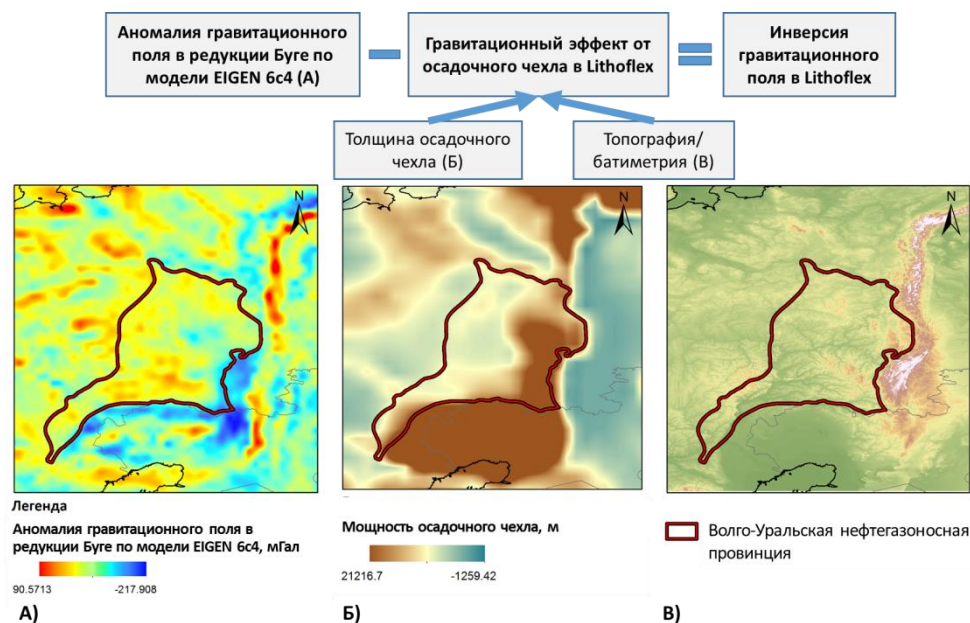 Аномалия гравитационного
поля в редукции Буге по
модели EIGEN 6c4 (А)
Гравитационный эффект от
осадочного чехла в Lithoflex
Инверсия
гравитационного
поля в Lithoflex
Толщина осадочного
чехла (Б)
Топография/
батиметрия (В)
N
N
N
Легенда
Аномалия гравитационного поля в
редукции Буге по модели EIGEN 6c4, мГал
90.5713
-217.908
А)
Мощность осадочного чехла, м
21216.7
-1259.42
Б)
Волго-Уральская нефтегазоносная
провинция
В)